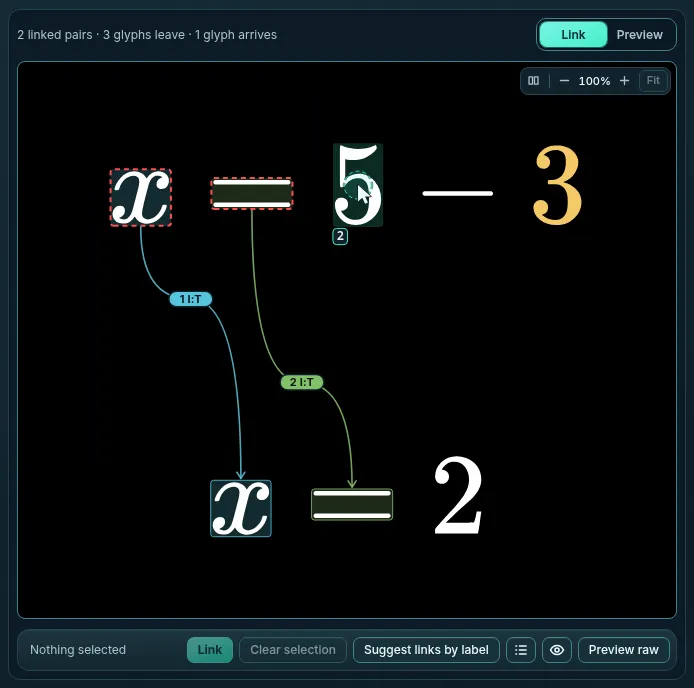 2 linked pairs · 3 glyphs leave · 1 glyph arrives
Link Preview
100% Fit
x = 5 — 3
2
1 I:T
2 I:T
x = 2
Nothing selected Link Clear selection Suggest links by label Preview raw